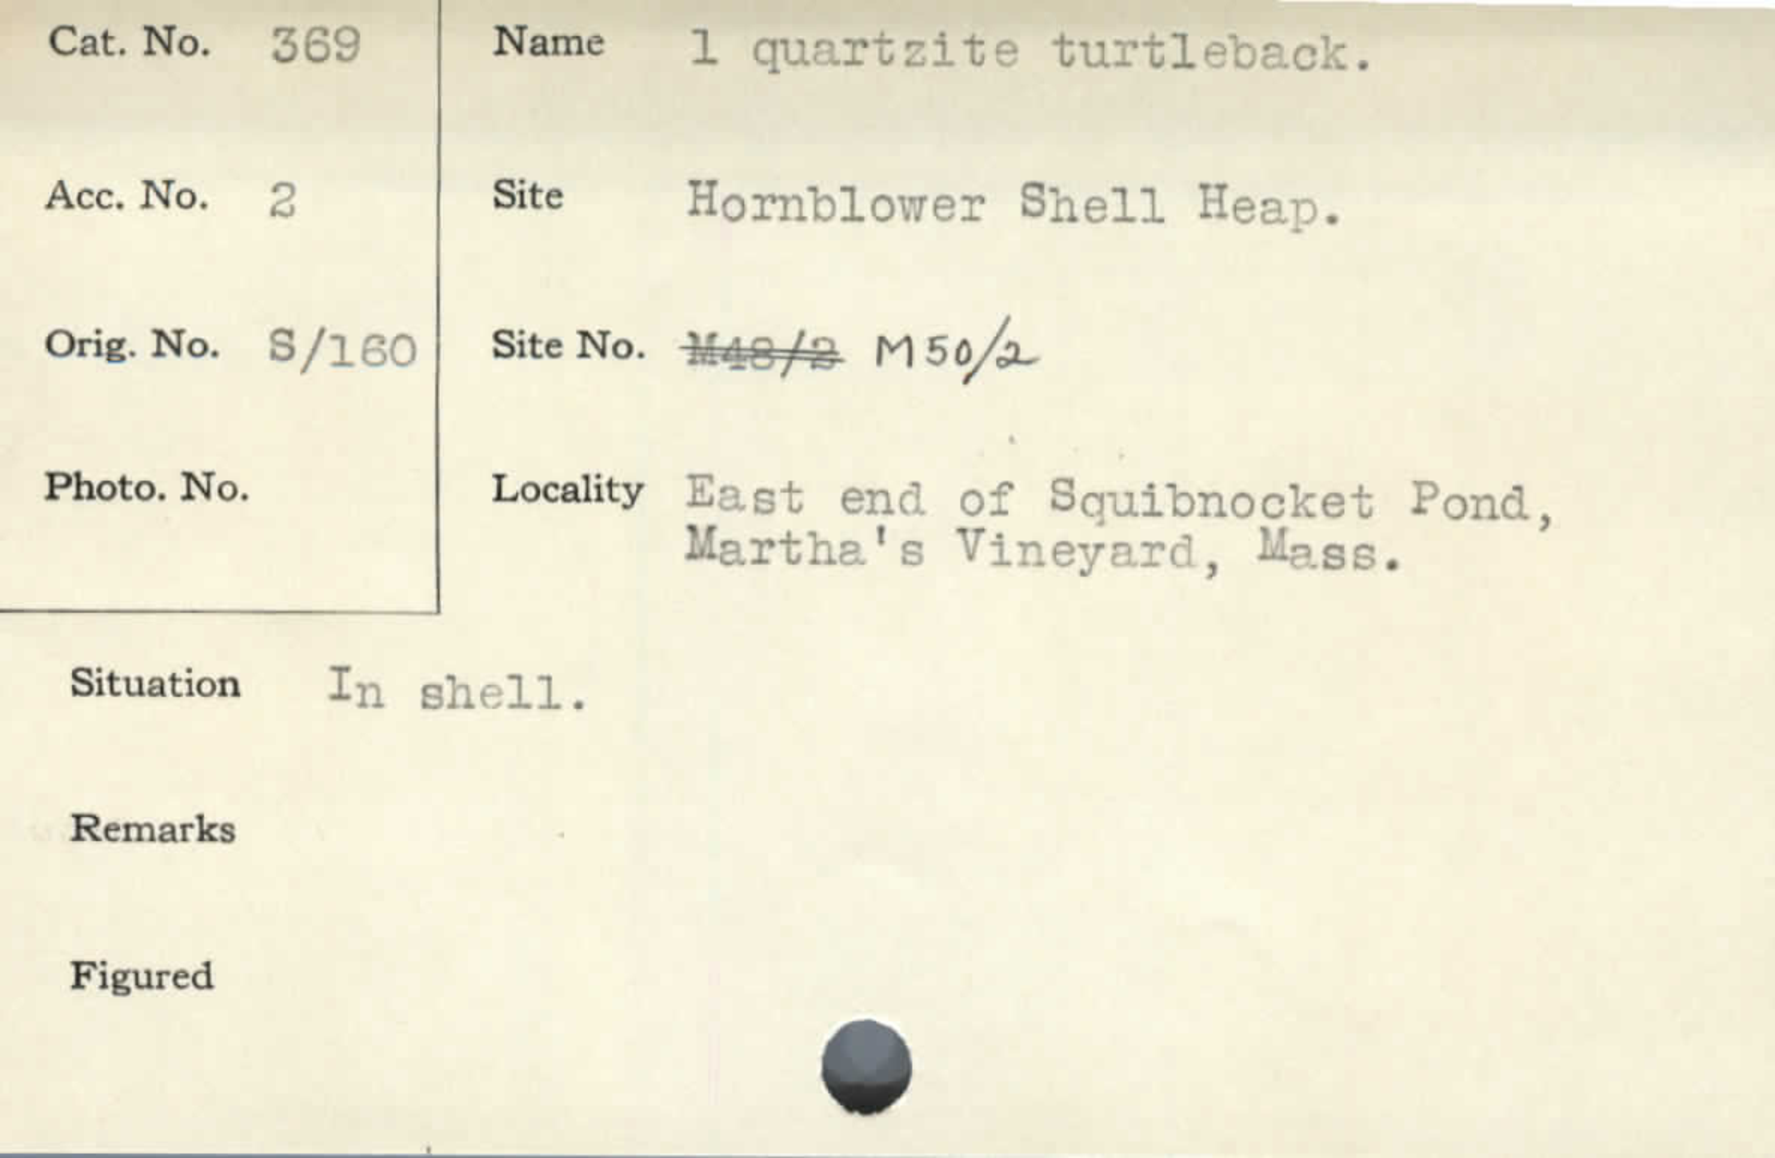 Cat. No. 369
Name 1 quartzite turtleback.
Acc. No. 2
Site Hornblower Shell Heap.
Orig. No. S/160
Site No. M48/2 M50/2
Photo. No.
Locality East end of Squibnocket Pond,
Martha's Vineyard, Mass.
Situation In shell.
Remarks
Figured